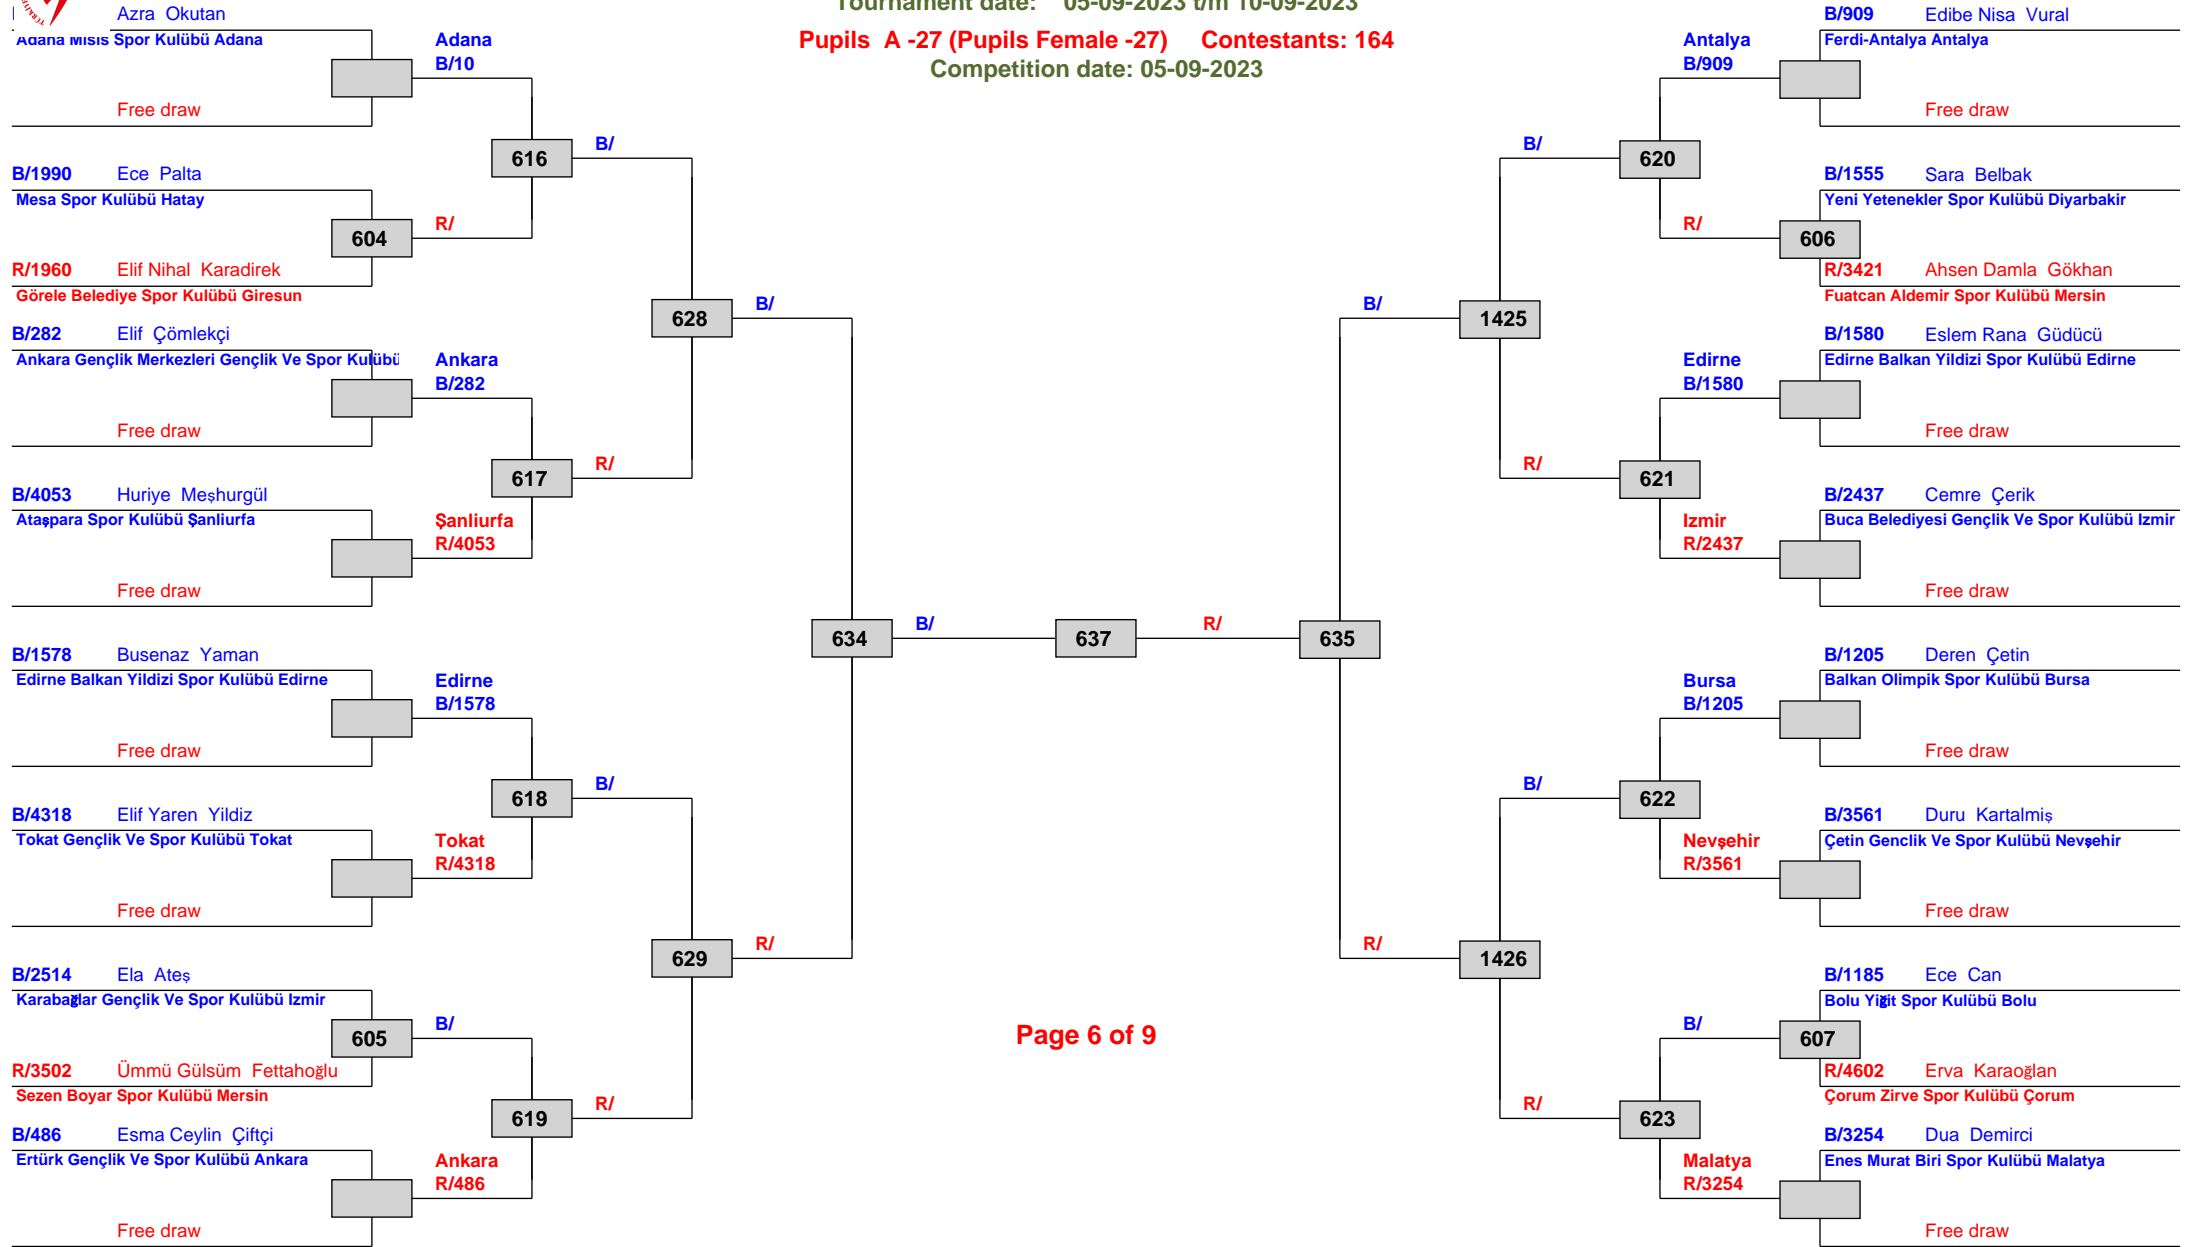 Tournament date: 05-09-2023 t/m 10-09-2023
Pupils A -27 (Pupils Female -27) Contestants: 164
Competition date: 05-09-2023
Azra Okutan
Adana Misis Spor Kulübü Adana
Free draw
Adana
B/10
616
B/
B/1990 Ece Palta
Mesa Spor Kulübü Hatay
604
R/
R/1960 Elif Nihal Karadirek
Görele Belediye Spor Kulübü Giresun
628
B/
B/282 Elif Çömlekçi
Ankara Gençlik Merkezleri Gençlik Ve Spor Kulübü
Free draw
Ankara
B/282
617
R/
B/4053 Huriye Meşhurgül
Ataşpara Spor Kulübü Şanliurfa
Free draw
Şanliurfa
R/4053
634
B/
637
R/
635
B/1578 Busenaz Yaman
Edirne Balkan Yildizi Spor Kulübü Edirne
Free draw
Edirne
B/1578
618
B/
B/4318 Elif Yaren Yildiz
Tokat Gençlik Ve Spor Kulübü Tokat
Free draw
Tokat
R/4318
629
R/
B/2514 Ela Ateş
Karabağlar Gençlik Ve Spor Kulübü Izmir
605
B/
R/3502 Ümmü Gülsüm Fettahoğlu
Sezen Boyar Spor Kulübü Mersin
619
R/
B/486 Esma Ceylin Çiftçi
Ertürk Gençlik Ve Spor Kulübü Ankara
Free draw
Ankara
R/486
B/909 Edibe Nisa Vural
Ferdi-Antalya Antalya
Free draw
Antalya
B/909
620
B/
B/1555 Sara Belbak
Yeni Yetenekler Spor Kulübü Diyarbakir
606
R/
R/3421 Ahsen Damla Gökhan
Fuatcan Aldemir Spor Kulübü Mersin
1425
B/
B/1580 Eslem Rana Güdücü
Edirne Balkan Yildizi Spor Kulübü Edirne
Free draw
Edirne
B/1580
621
R/
B/2437 Cemre Çerik
Buca Belediyesi Gençlik Ve Spor Kulübü Izmir
Free draw
Izmir
R/2437
B/1205 Deren Çetin
Balkan Olimpik Spor Kulübü Bursa
Free draw
Bursa
B/1205
622
B/
B/3561 Duru Kartalmiş
Çetin Genclik Ve Spor Kulübü Nevşehir
Free draw
Nevşehir
R/3561
1426
R/
B/1185 Ece Can
Bolu Yiğit Spor Kulübü Bolu
607
B/
R/4602 Erva Karaoğlan
Çorum Zirve Spor Kulübü Çorum
623
R/
B/3254 Dua Demirci
Enes Murat Biri Spor Kulübü Malatya
Free draw
Malatya
R/3254
Page 6 of 9